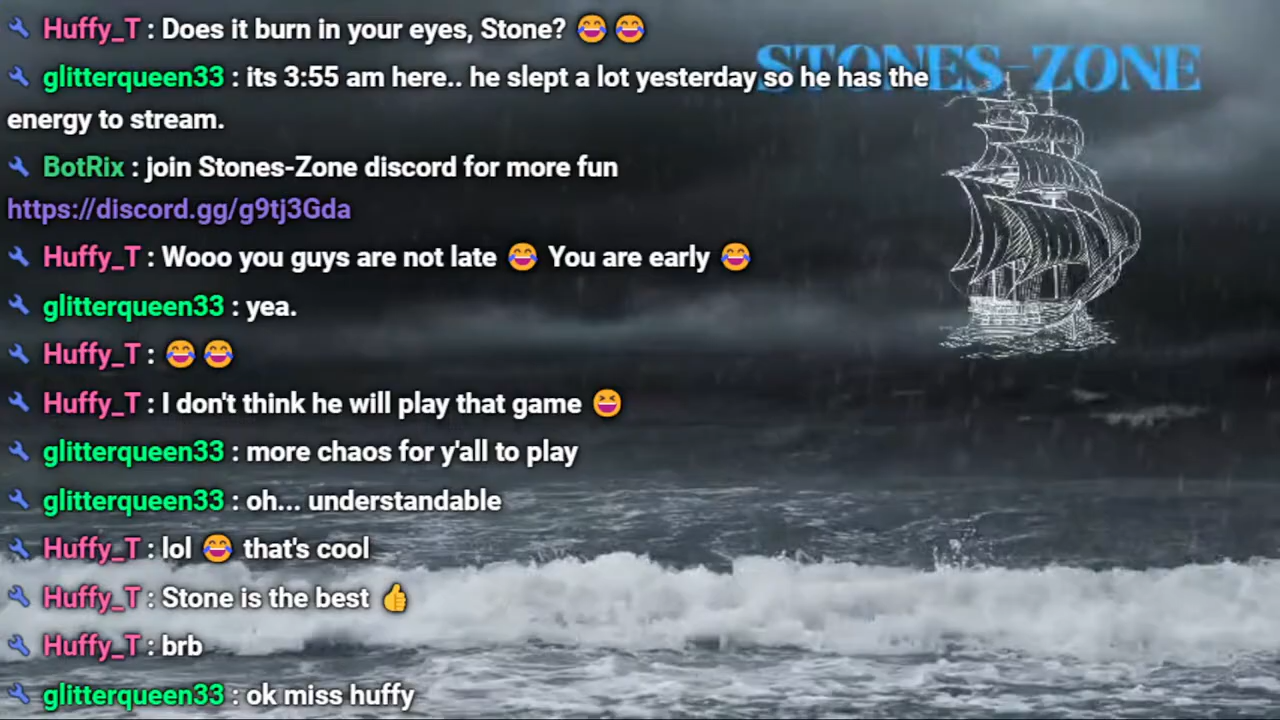 Huffy_T : Does it burn in your eyes, Stone? 😂 😂
STONES-ZONE
glitterqueen33 : its 3:55 am here.. he slept a lot yesterday so he has the
energy to stream.
BotRix : join Stones-Zone discord for more fun
https://discord.gg/g9tj3Gda
Huffy_T : Wooo you guys are not late 😂 You are early 😂
glitterqueen33 : yea.
Huffy_T : 😂 😂
Huffy_T : I don't think he will play that game 😆
glitterqueen33 : more chaos for y'all to play
glitterqueen33 : oh... understandable
Huffy_T : lol 😂 that's cool
Huffy_T : Stone is the best 👍
Huffy_T : brb
glitterqueen33 : ok miss huffy